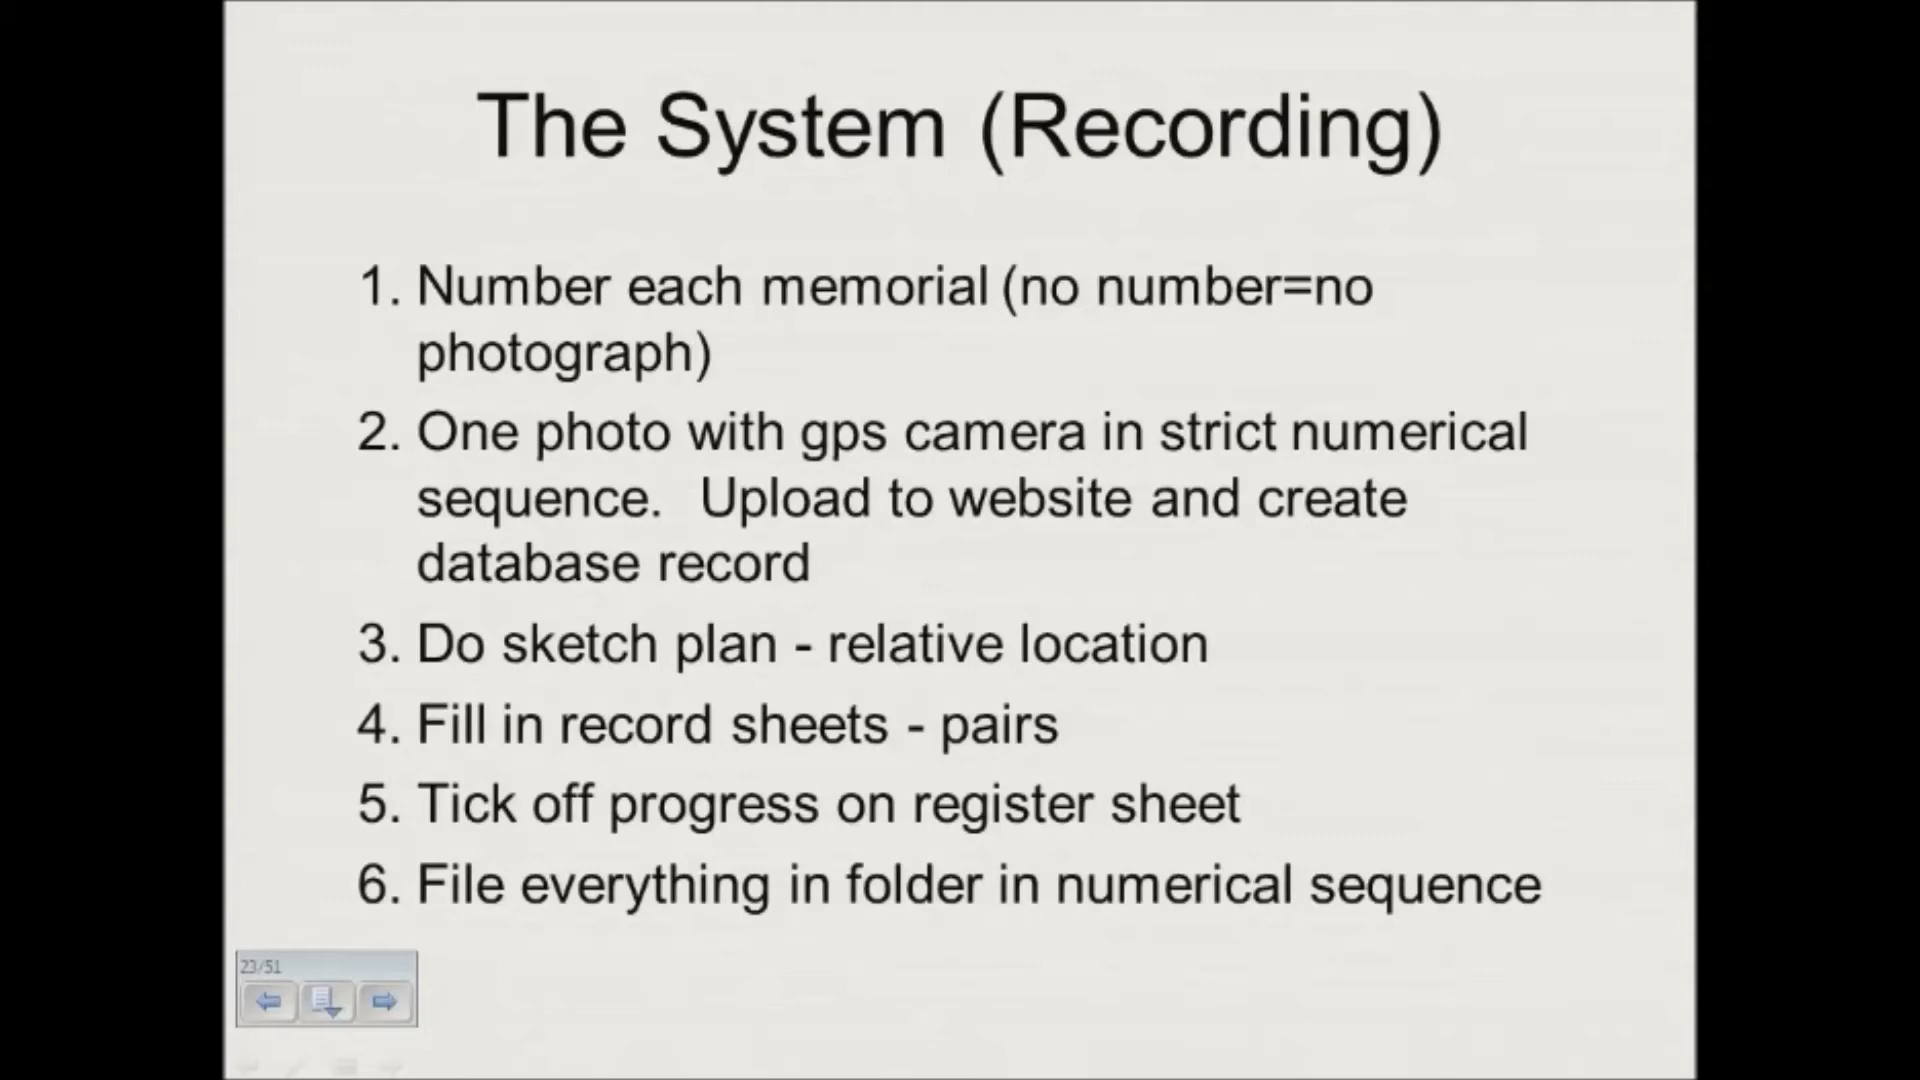 The System (Recording)
1. Number each memorial (no number=no
photograph)
2. One photo with gps camera in strict numerical
sequence.  Upload to website and create
database record
3. Do sketch plan - relative location
4. Fill in record sheets - pairs
5. Tick off progress on register sheet
6. File everything in folder in numerical sequence
23/51